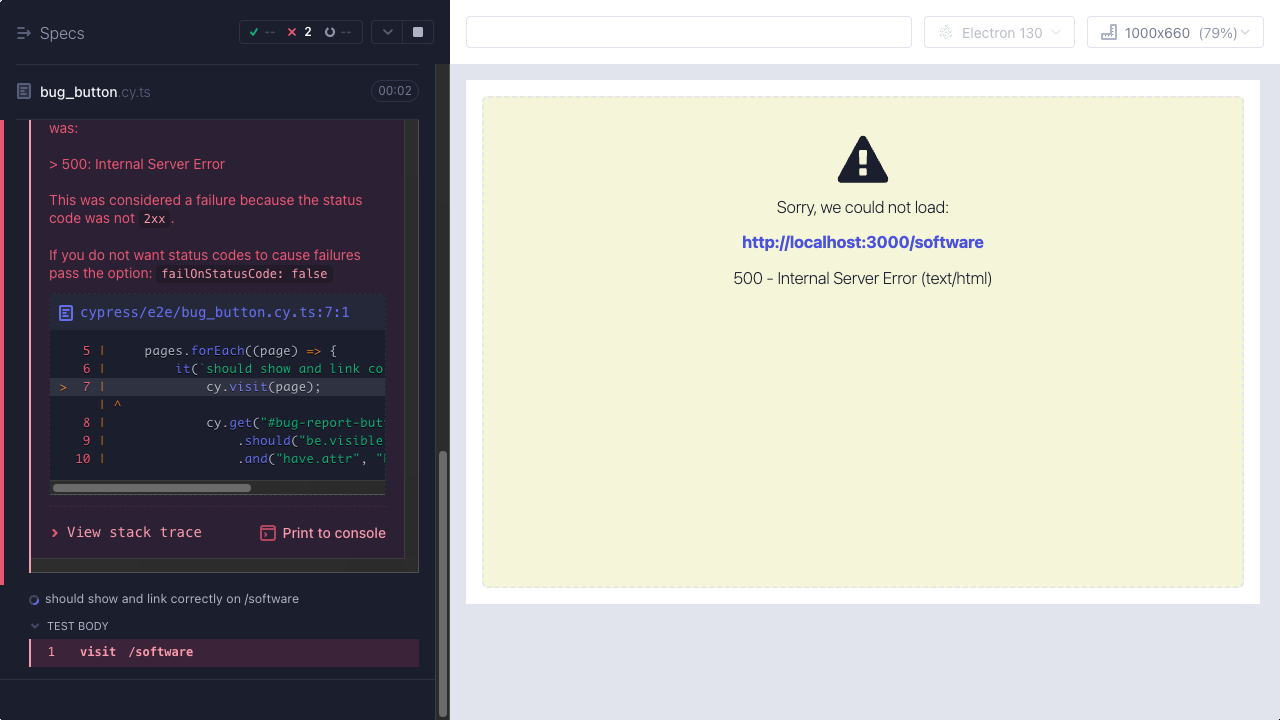 Specs
-- 2 --
bug_button.cy.ts
00:02
was:
> 500: Internal Server Error
This was considered a failure because the status
code was not 2xx.
If you do not want status codes to cause failures
pass the option: failOnStatusCode: false
cypress/e2e/bug_button.cy.ts:7:1
5 | pages.forEach((page) => {
6 | it(`should show and link co
> 7 | cy.visit(page);
| ^
8 | cy.get("#bug-report-but
9 | .should("be.visible
10 | .and("have.attr", "
View stack trace
Print to console
should show and link correctly on /software
TEST BODY
1 visit /software
Electron 130
1000x660 (79%)
Sorry, we could not load:
http://localhost:3000/software
500 - Internal Server Error (text/html)